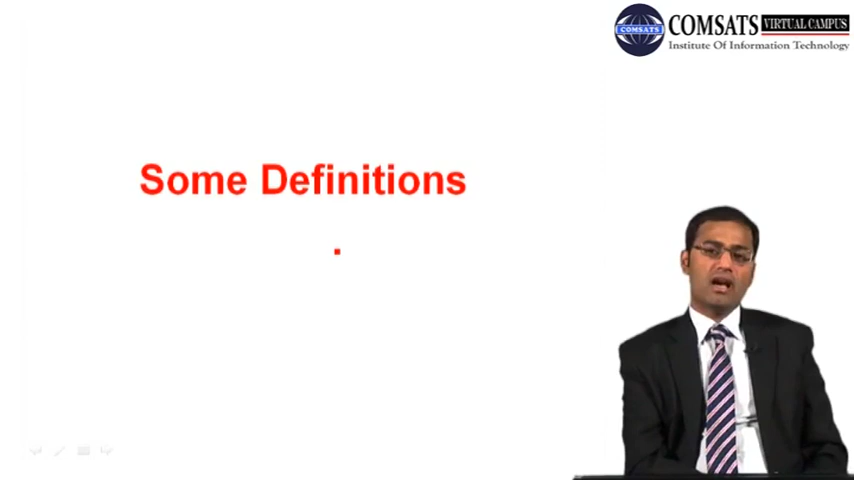 COMSATS VIRTUAL CAMPUS
COMSATS
Institute Of Information Technology
Some Definitions